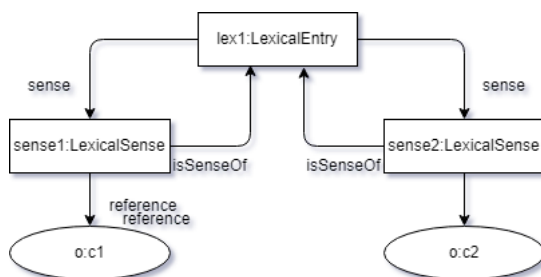 lex1:LexicalEntry
sense
sense
sense1:LexicalSense
sense2:LexicalSense
isSenseOf
isSenseOf
reference
reference
o:c1
o:c2